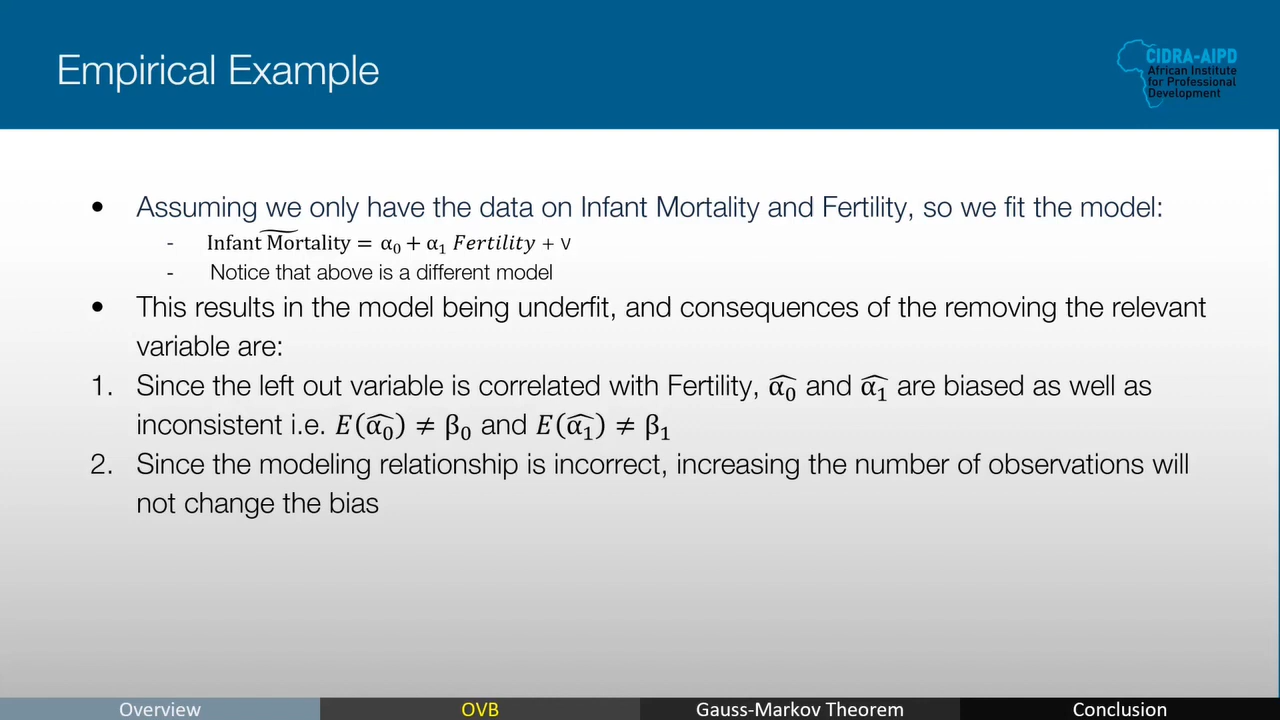 Empirical Example
CIDRA-AIPD
African Institute
for Professional
Development
• Assuming we only have the data on Infant Mortality and Fertility, so we fit the model:
- Infant Mor͠tality = α₀ + α₁ Fertility + ν
- Notice that above is a different model
• This results in the model being underfit, and consequences of the removing the relevant
variable are:
1. Since the left out variable is correlated with Fertility, α̂₀ and α̂₁ are biased as well as
inconsistent i.e. E(α̂₀) ≠ β₀ and E(α̂₁) ≠ β₁
2. Since the modeling relationship is incorrect, increasing the number of observations will
not change the bias
Overview OVB Gauss-Markov Theorem Conclusion